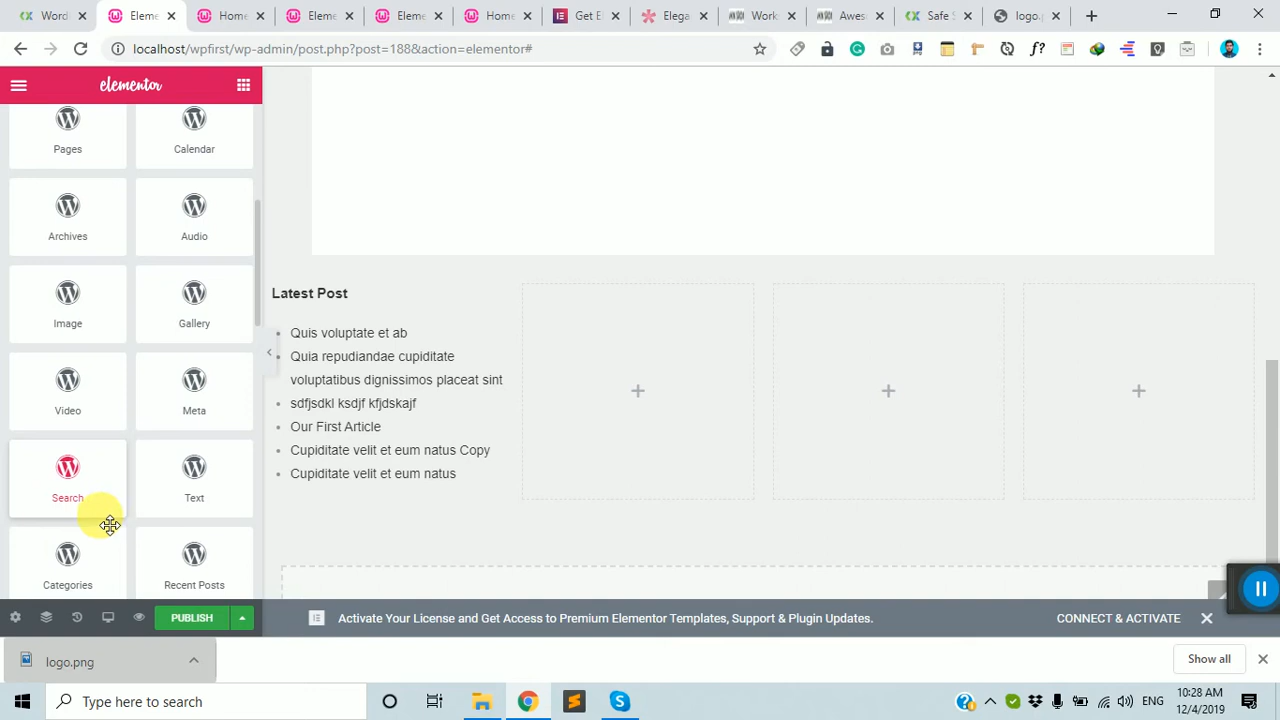 Work
Eleme
Home
Eleme
Eleme
Home
Get E
Elega
Work
Awes
Safe S
logo.p
localhost/wpfirst/wp-admin/post.php?post=188&action=elementor#
elementor
Pages
Calendar
Archives
Audio
Image
Gallery
Video
Meta
Search
Text
Categories
Recent Posts
Latest Post
Quis voluptate et ab
Quia repudiandae cupiditate
voluptatibus dignissimos placeat sint
sdfjsdkl ksdjf kfjdskajf
Our First Article
Cupiditate velit et eum natus Copy
Cupiditate velit et eum natus
PUBLISH
Activate Your License and Get Access to Premium Elementor Templates, Support & Plugin Updates.
CONNECT & ACTIVATE
logo.png
Show all
Type here to search
ENG
10:28 AM
12/4/2019